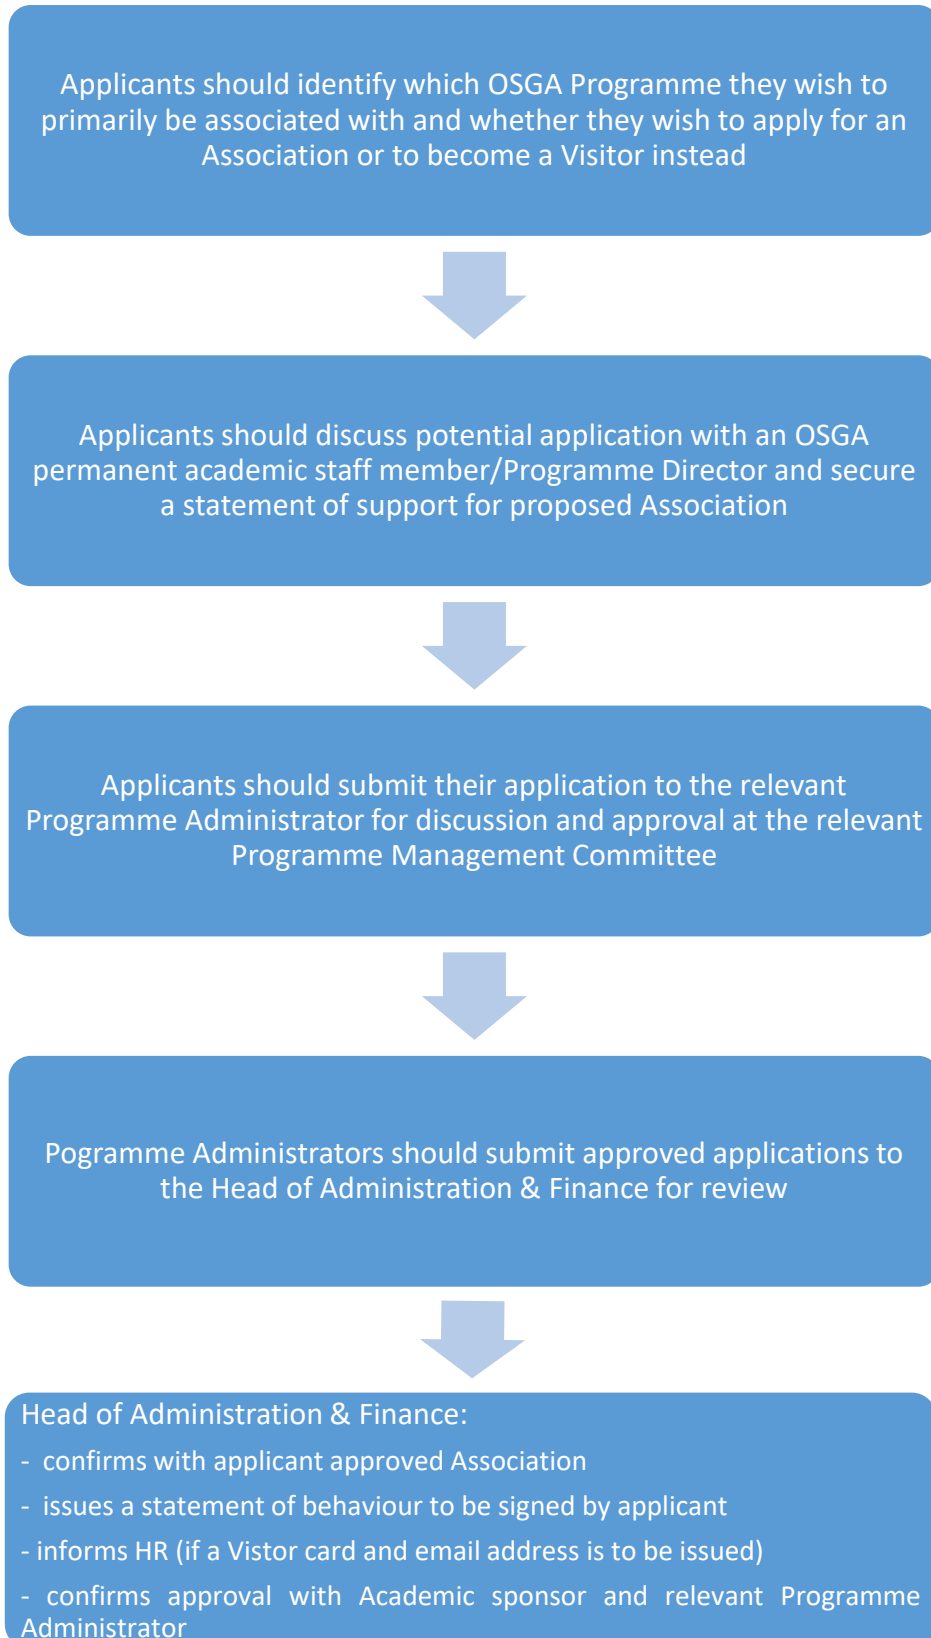 Applicants should identify which OSGA Programme they wish to
primarily be associated with and whether they wish to apply for an
Association or to become a Visitor instead
Applicants should discuss potential application with an OSGA
permanent academic staff member/Programme Director and secure
a statement of support for proposed Association
Applicants should submit their application to the relevant
Programme Administrator for discussion and approval at the relevant
Programme Management Committee
Pogramme Administrators should submit approved applications to
the Head of Administration & Finance for review
Head of Administration & Finance:
- confirms with applicant approved Association
- issues a statement of behaviour to be signed by applicant
- informs HR (if a Vistor card and email address is to be issued)
- confirms approval with Academic sponsor and relevant Programme
Administrator